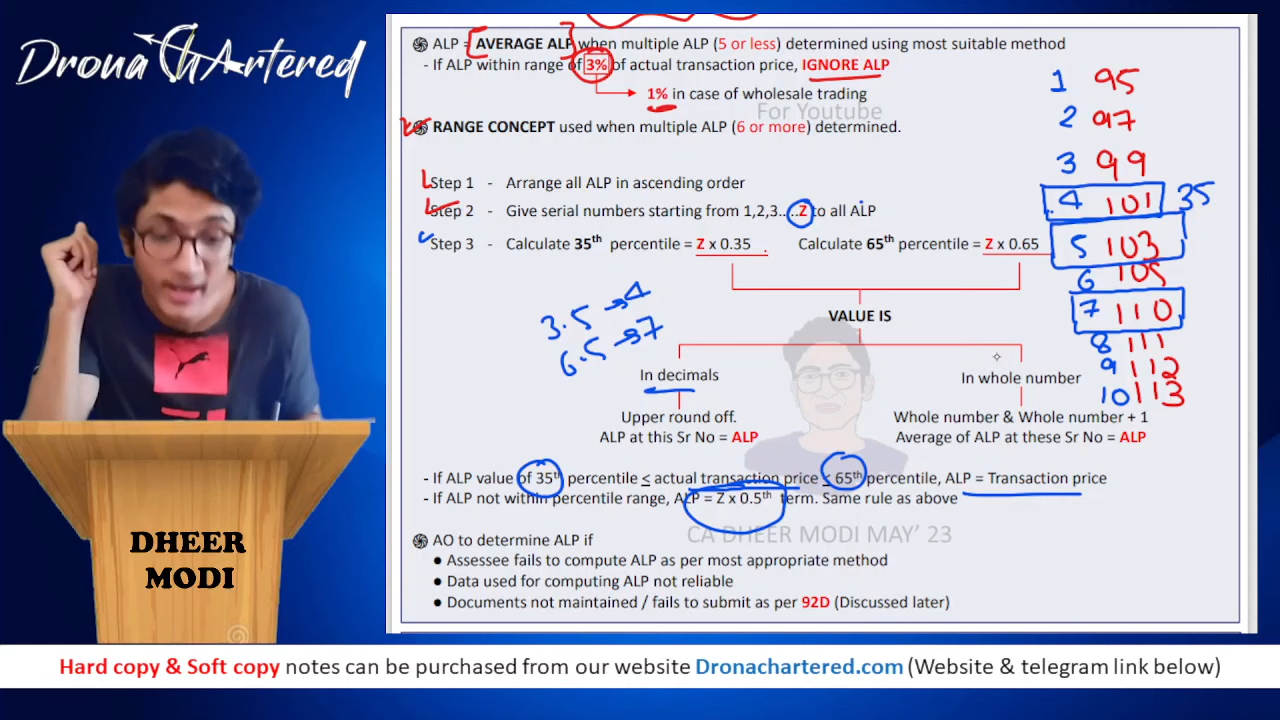 Drona CHArtered
ALP = AVERAGE ALP when multiple ALP (5 or less) determined using most suitable method
- If ALP within range of 3% of actual transaction price, IGNORE ALP
1% in case of wholesale trading
For Youtube
RANGE CONCEPT used when multiple ALP (6 or more) determined.
Step 1 - Arrange all ALP in ascending order
Step 2 - Give serial numbers starting from 1,2,3.....Z to all ALP
Step 3 - Calculate 35th percentile = Z x 0.35 Calculate 65th percentile = Z x 0.65
1 95
2 97
3 99
4 101 35
5 103
6 105
7 110
8 111
9 112
10 113
3.5 → 4
6.5 → 7
VALUE IS
In decimals
In whole number
Upper round off.
ALP at this Sr No = ALP
Whole number & Whole number + 1
Average of ALP at these Sr No = ALP
- If ALP value of 35th percentile ≤ actual transaction price ≤ 65th percentile, ALP = Transaction price
- If ALP not within percentile range, ALP = Z x 0.5th term. Same rule as above
CA DHEER MODI MAY' 23
AO to determine ALP if
● Assessee fails to compute ALP as per most appropriate method
● Data used for computing ALP not reliable
● Documents not maintained / fails to submit as per 92D (Discussed later)
DHEER
MODI
Hard copy & Soft copy notes can be purchased from our website Dronachartered.com (Website & telegram link below)